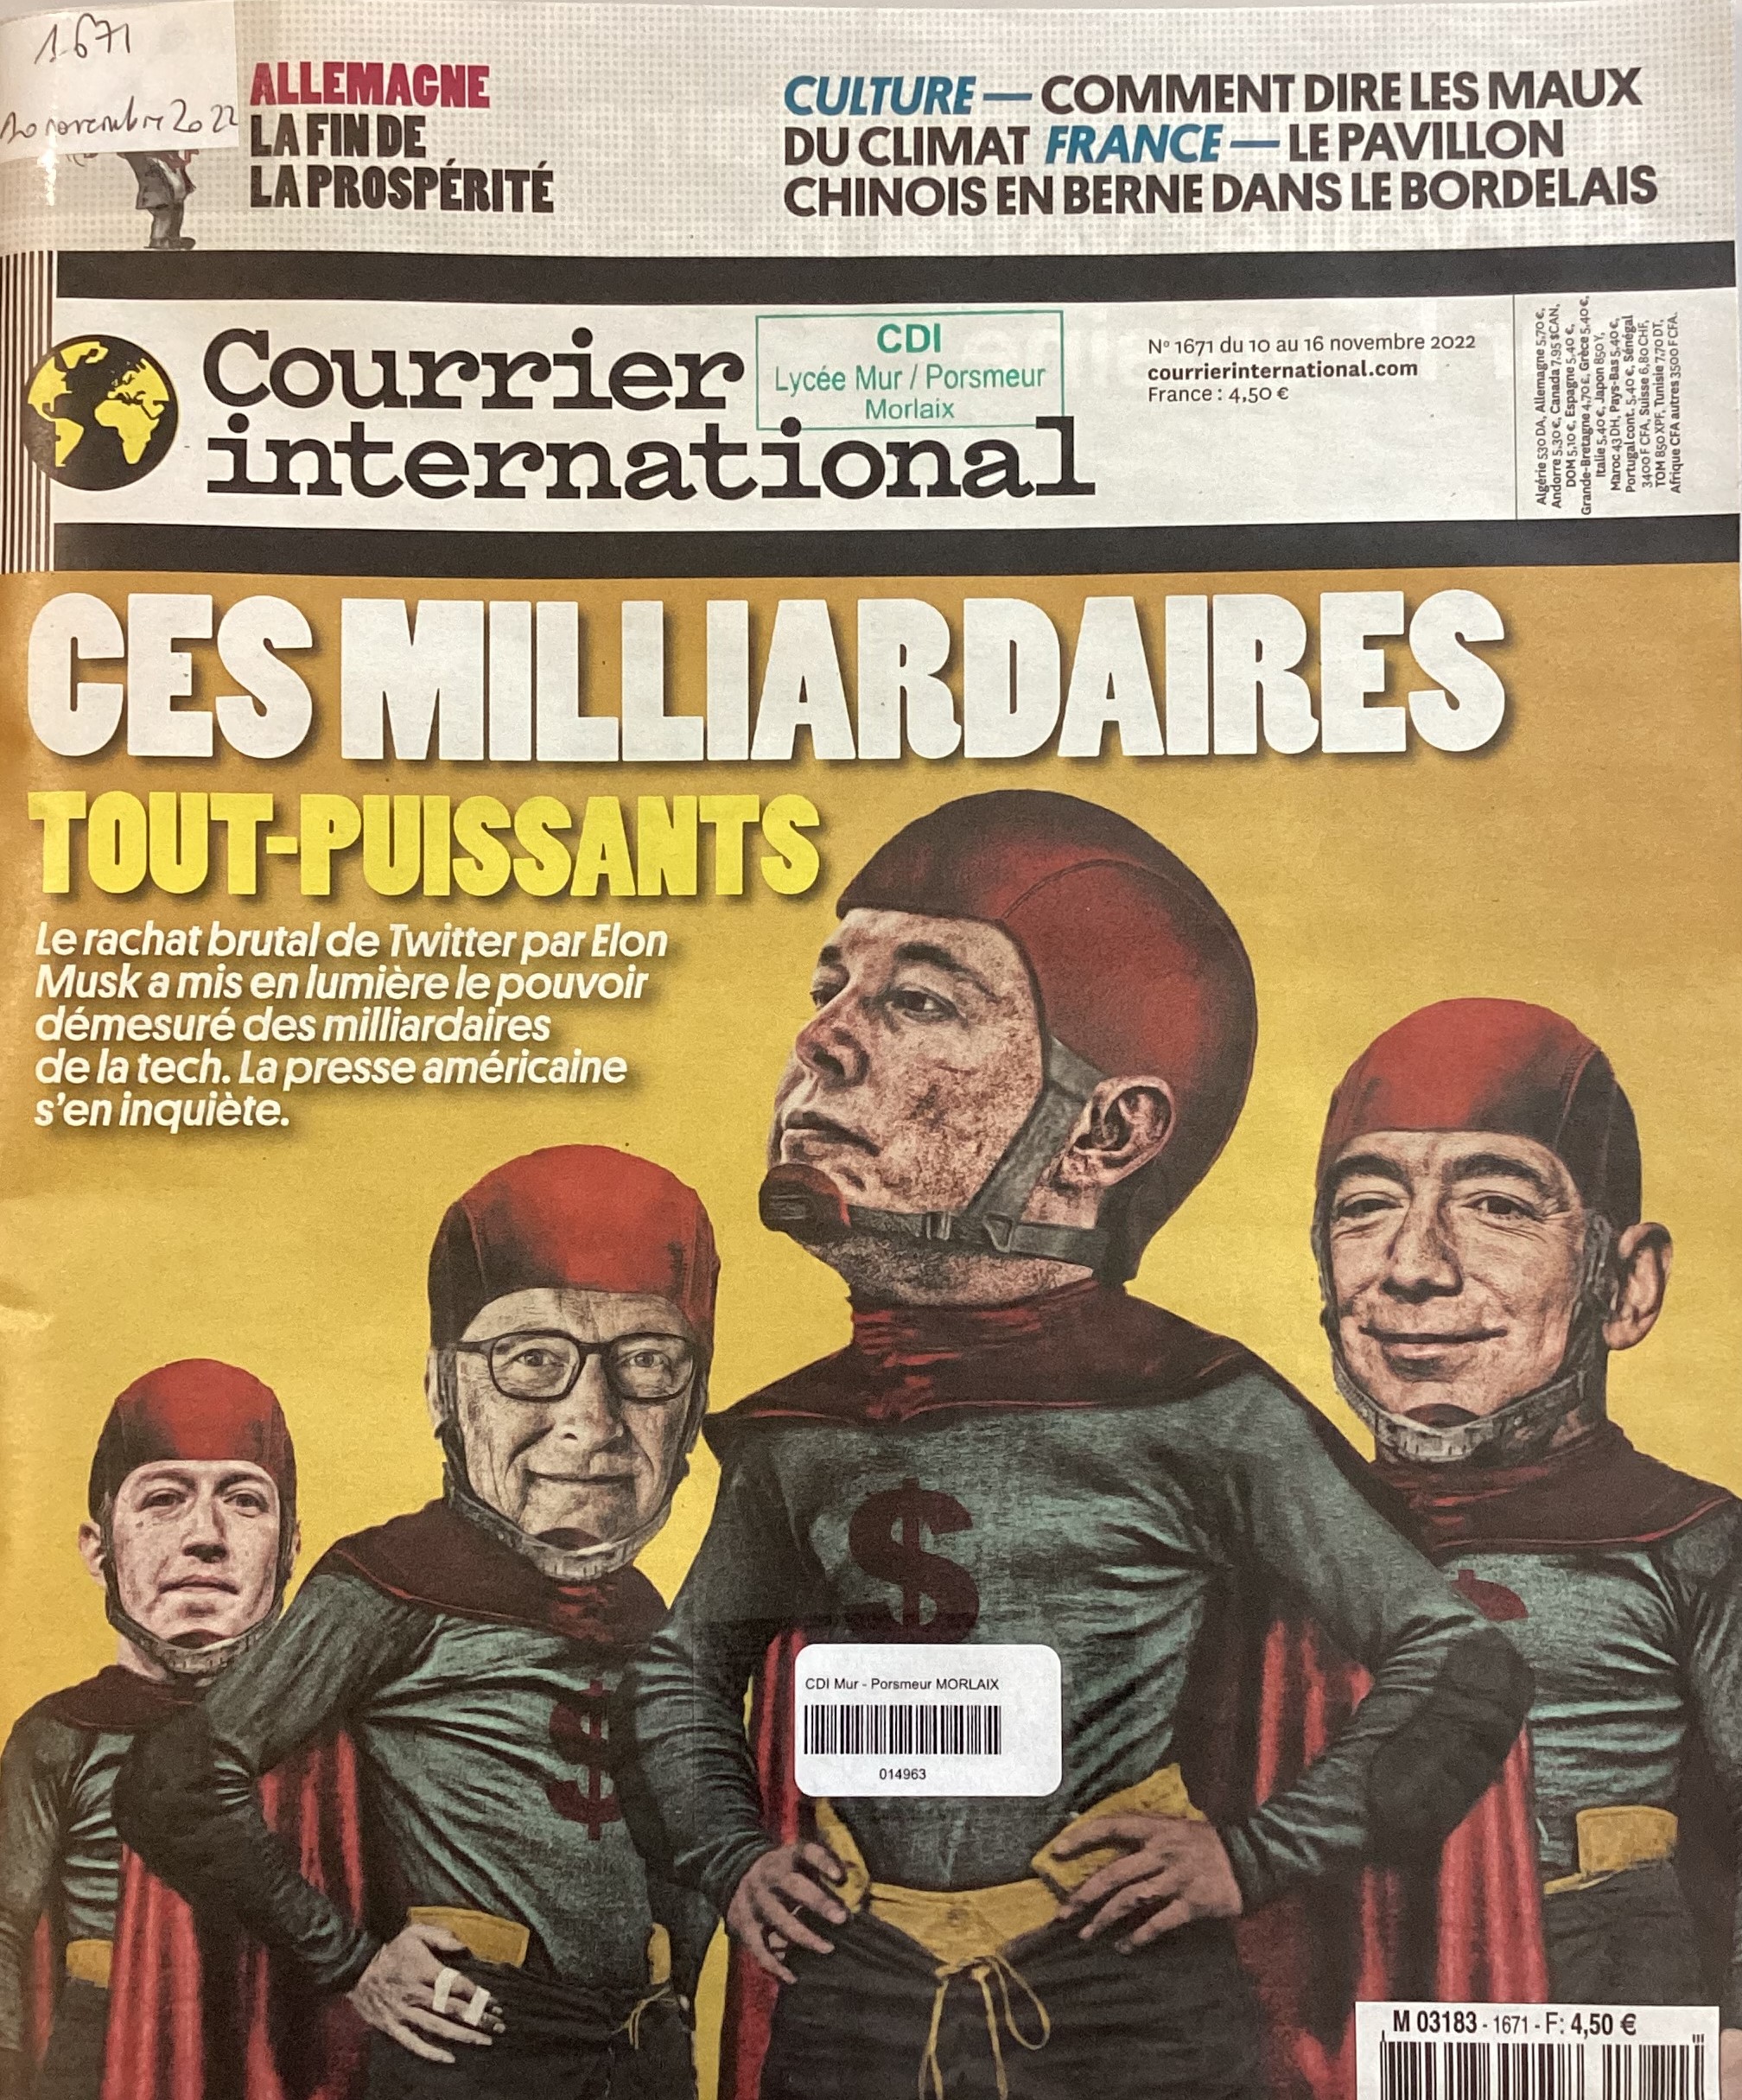 1671
10 novembre 2022
ALLEMAGNE
LA FIN DE
LA PROSPÉRITÉ
CULTURE — COMMENT DIRE LES MAUX
DU CLIMAT FRANCE — LE PAVILLON
CHINOIS EN BERNE DANS LE BORDELAIS
Courrier
international
CDI
Lycée Mur / Porsmeur
Morlaix
Nº 1671 du 10 au 16 novembre 2022
courrierinternational.com
France : 4,50 €
Algérie 530 DA, Allemagne 5,70 €,
Andorre 5,30 €, Canada 7,95 $CAN,
DOM 5,10 €, Espagne 5,40 €,
Grande-Bretagne 4,70 £, Grèce 5,40 €,
Italie 5,40 €, Japon 850 Y,
Maroc 43 DH, Pays-Bas 5,40 €,
Portugal cont. 5,40 €, Sénégal
3400 F CFA, Suisse 6,80 CHF,
TOM 850 XPF, Tunisie 7,70 DT,
Afrique CFA autres 3500 FCFA.
CES MILLIARDAIRES
TOUT-PUISSANTS
Le rachat brutal de Twitter par Elon
Musk a mis en lumière le pouvoir
démesuré des milliardaires
de la tech. La presse américaine
s'en inquiète.
$
$
CDI Mur - Porsmeur MORLAIX
014963
M 03183 - 1671 - F: 4,50 €